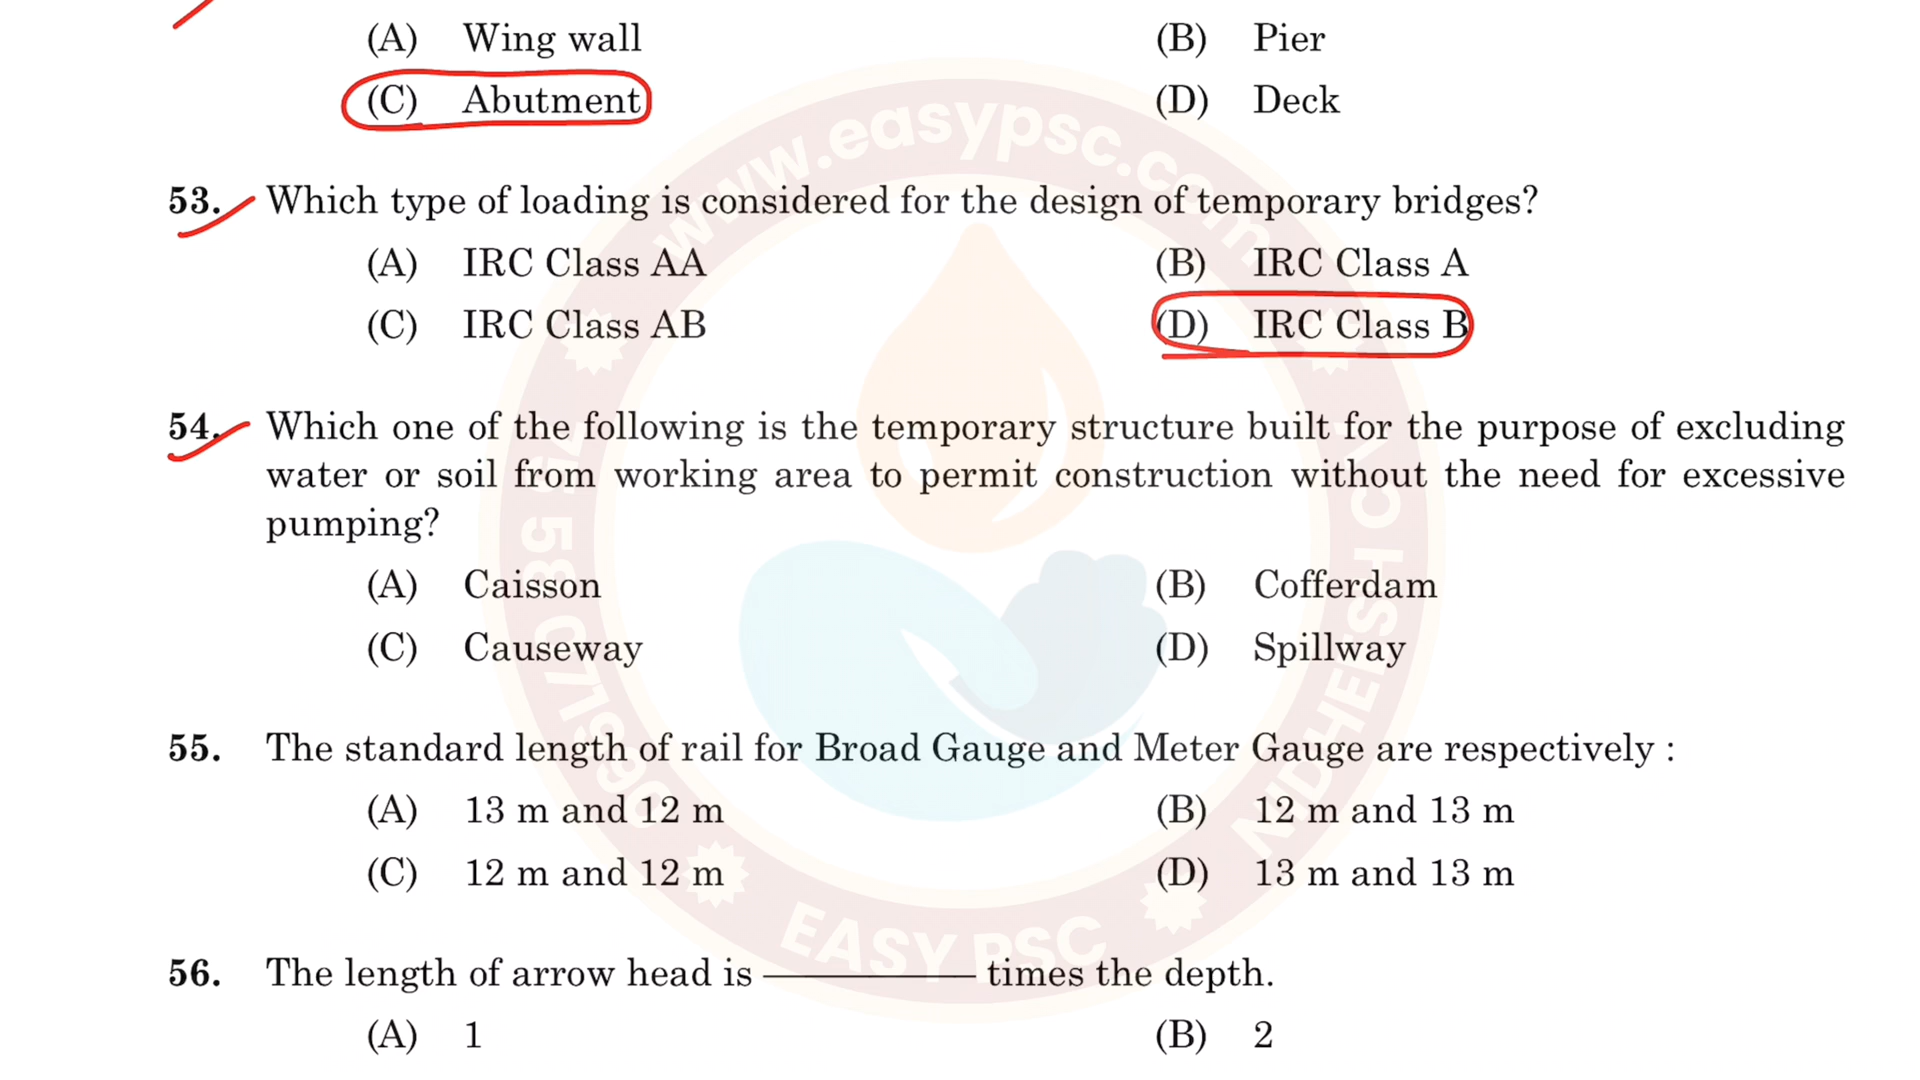 (A) Wing wall (B) Pier
(C) Abutment (D) Deck
53. Which type of loading is considered for the design of temporary bridges?
(A) IRC Class AA (B) IRC Class A
(C) IRC Class AB (D) IRC Class B
54. Which one of the following is the temporary structure built for the purpose of excluding
water or soil from working area to permit construction without the need for excessive
pumping?
(A) Caisson (B) Cofferdam
(C) Causeway (D) Spillway
55. The standard length of rail for Broad Gauge and Meter Gauge are respectively :
(A) 13 m and 12 m (B) 12 m and 13 m
(C) 12 m and 12 m (D) 13 m and 13 m
56. The length of arrow head is ———— times the depth.
(A) 1 (B) 2
www.easypsc.com
EASY PSC